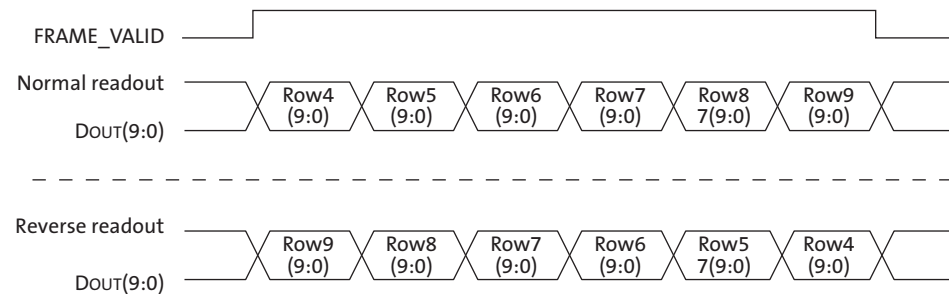 FRAME_VALID
Normal readout
Row4 Row5 Row6 Row7 Row8 Row9
(9:0) (9:0) (9:0) (9:0) 7(9:0) (9:0)
DOUT(9:0)
Reverse readout
Row9 Row8 Row7 Row6 Row5 Row4
(9:0) (9:0) (9:0) (9:0) 7(9:0) (9:0)
DOUT(9:0)